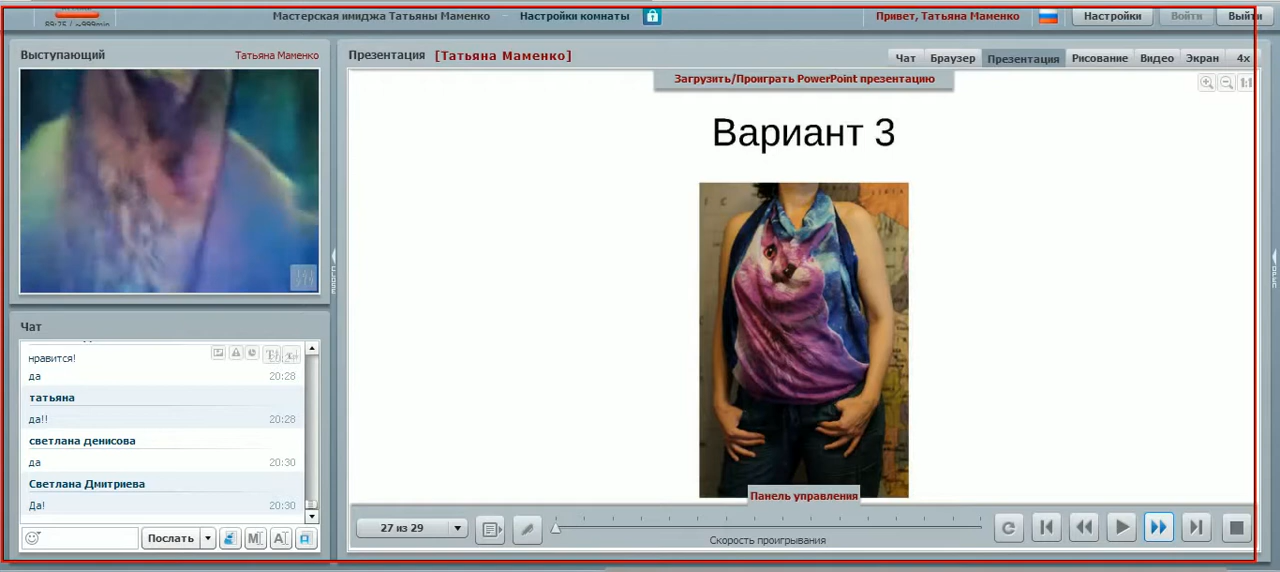 Мастерская имиджа Татьяны Маменко – Настройки комнаты
Привет, Татьяна Маменко
Настройки
Войти
Выйти
Выступающий
Татьяна Маменко
Презентация [Татьяна Маменко]
Чат Браузер Презентация Рисование Видео Экран 4x
Загрузить/Проиграть PowerPoint презентацию
1:1
Вариант 3
Чат
нравится!
да 20:28
татьяна
да!! 20:28
светлана денисова
да 20:30
Светлана Дмитриева
Да! 20:30
Послать
Панель управления
27 из 29
Скорость проигрывания